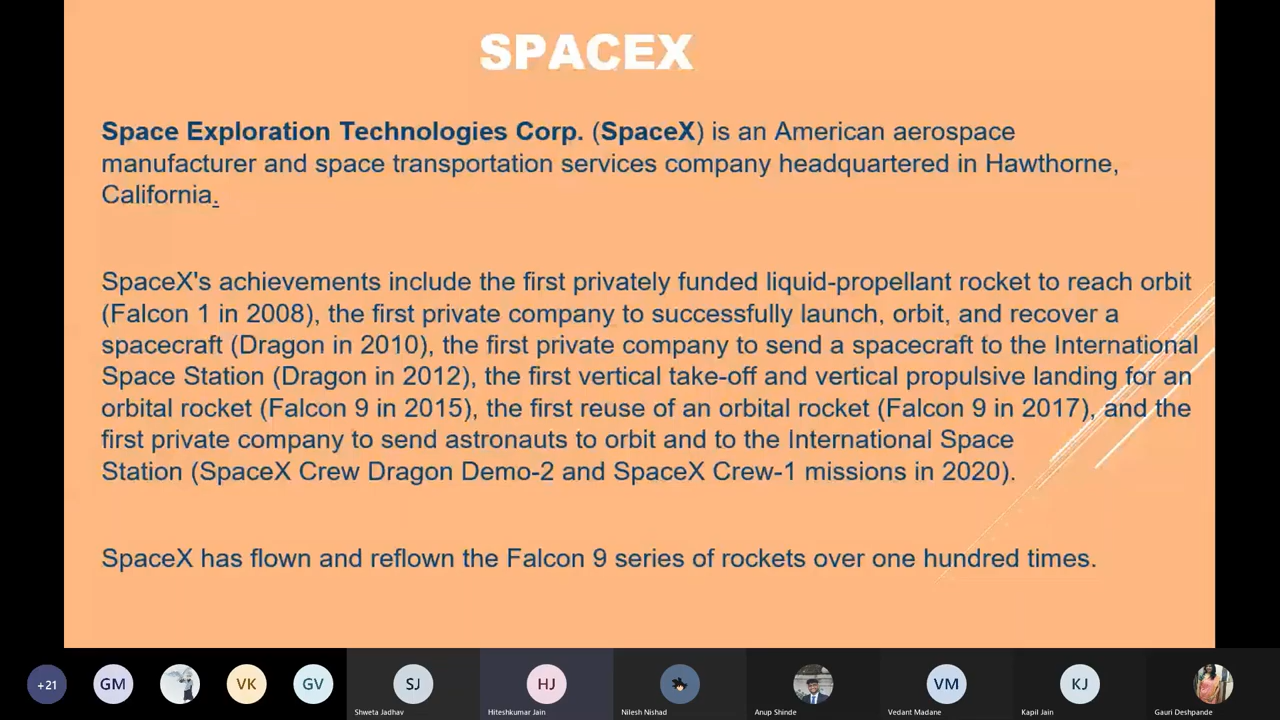 SPACEX
Space Exploration Technologies Corp. (SpaceX) is an American aerospace
manufacturer and space transportation services company headquartered in Hawthorne,
California.
SpaceX's achievements include the first privately funded liquid-propellant rocket to reach orbit
(Falcon 1 in 2008), the first private company to successfully launch, orbit, and recover a
spacecraft (Dragon in 2010), the first private company to send a spacecraft to the International
Space Station (Dragon in 2012), the first vertical take-off and vertical propulsive landing for an
orbital rocket (Falcon 9 in 2015), the first reuse of an orbital rocket (Falcon 9 in 2017), and the
first private company to send astronauts to orbit and to the International Space
Station (SpaceX Crew Dragon Demo-2 and SpaceX Crew-1 missions in 2020).
SpaceX has flown and reflown the Falcon 9 series of rockets over one hundred times.
+21 GM VK GV SJ HJ VM KJ
Shweta Jadhav Hiteshkumar Jain Nilesh Nishad Anup Shinde Vedant Madane Kapil Jain Gauri Deshpande